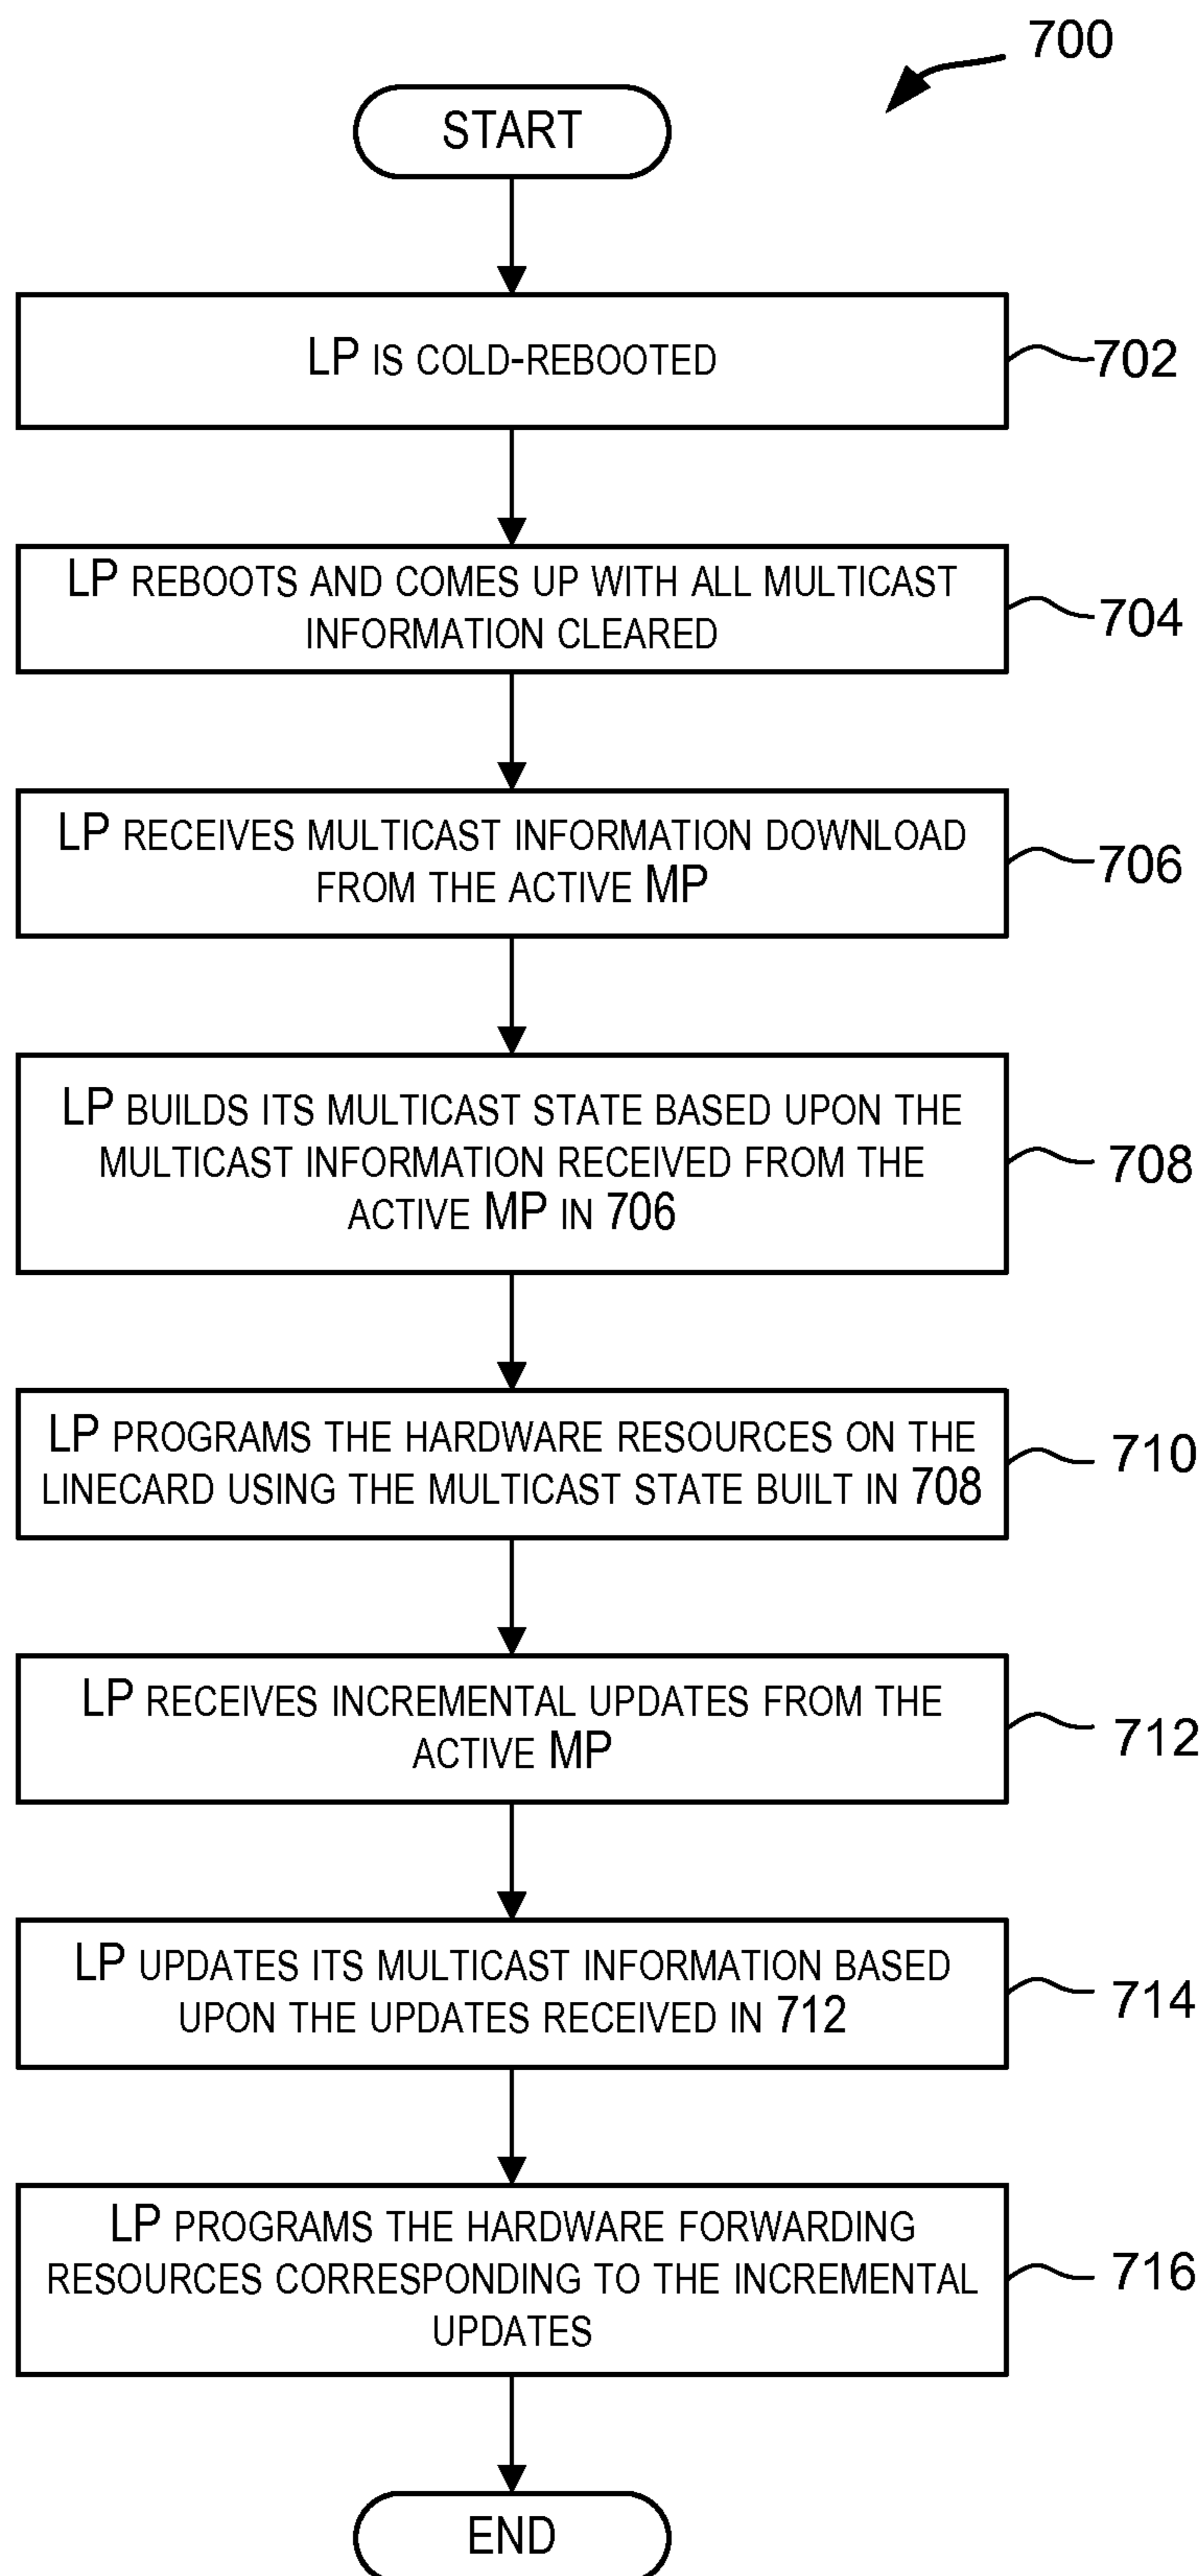 700
START
LP IS COLD-REBOOTED
702
LP REBOOTS AND COMES UP WITH ALL MULTICAST
INFORMATION CLEARED
704
LP RECEIVES MULTICAST INFORMATION DOWNLOAD
FROM THE ACTIVE MP
706
LP BUILDS ITS MULTICAST STATE BASED UPON THE
MULTICAST INFORMATION RECEIVED FROM THE
ACTIVE MP IN 706
708
LP PROGRAMS THE HARDWARE RESOURCES ON THE
LINECARD USING THE MULTICAST STATE BUILT IN 708
710
LP RECEIVES INCREMENTAL UPDATES FROM THE
ACTIVE MP
712
LP UPDATES ITS MULTICAST INFORMATION BASED
UPON THE UPDATES RECEIVED IN 712
714
LP PROGRAMS THE HARDWARE FORWARDING
RESOURCES CORRESPONDING TO THE INCREMENTAL
UPDATES
716
END